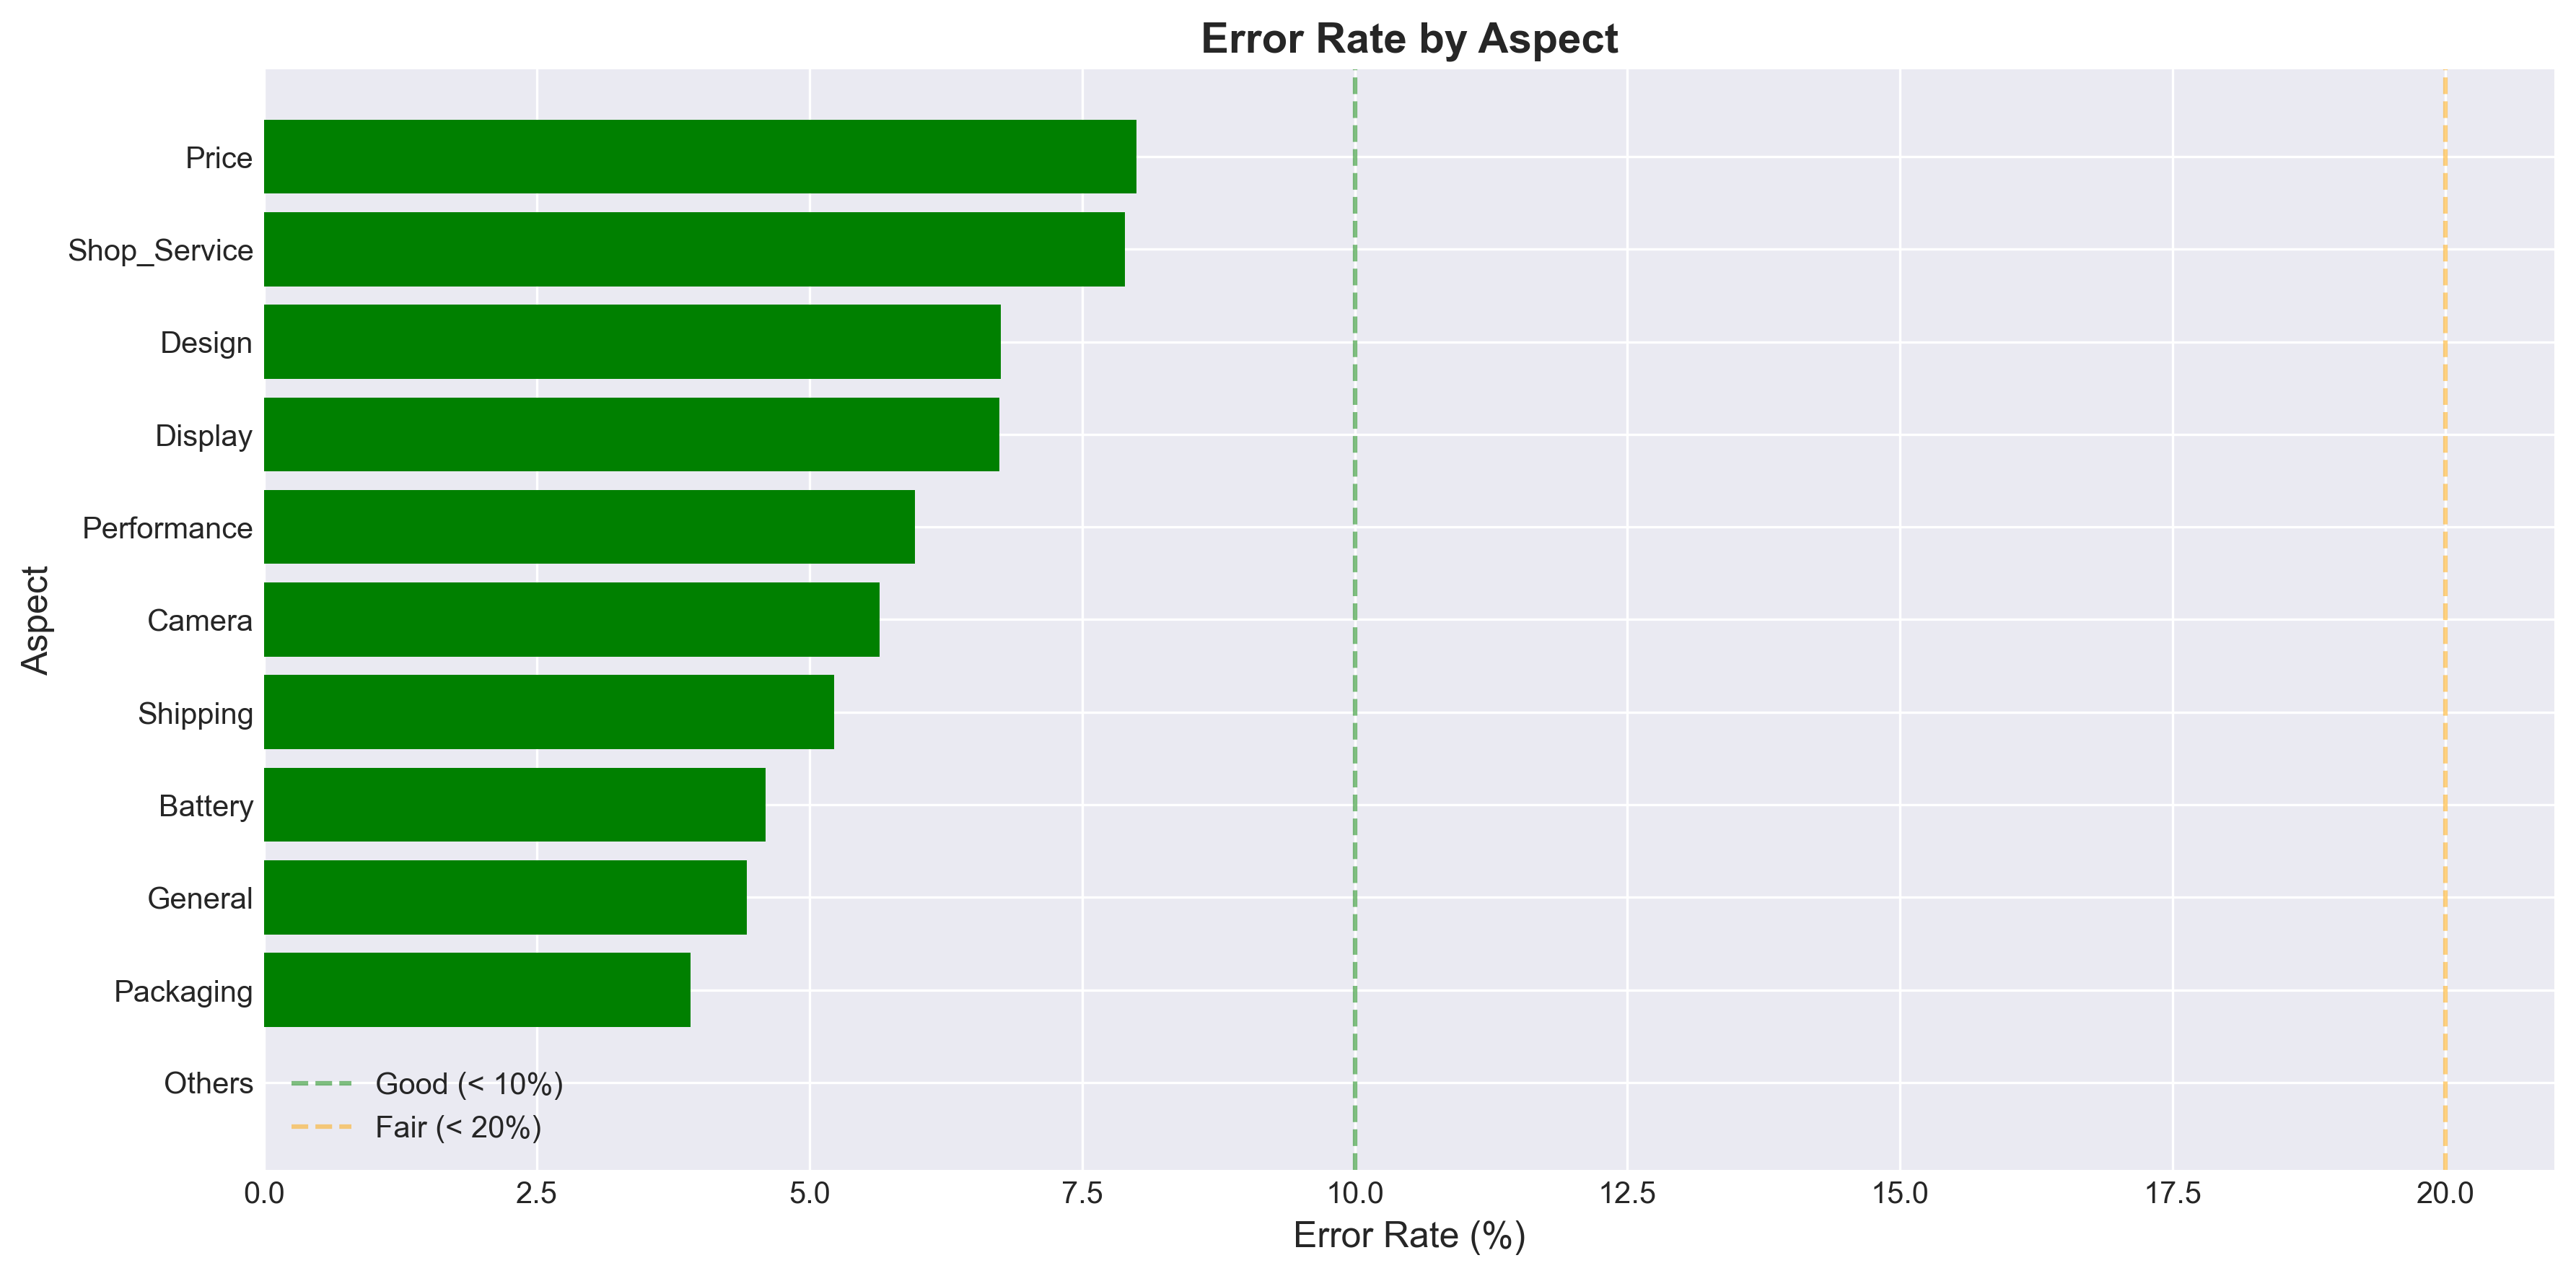 Error Rate by Aspect
Price
Shop_Service
Design
Display
Performance
Camera
Shipping
Battery
General
Packaging
Others
Aspect
Good (< 10%)
Fair (< 20%)
0.0 2.5 5.0 7.5 10.0 12.5 15.0 17.5 20.0
Error Rate (%)